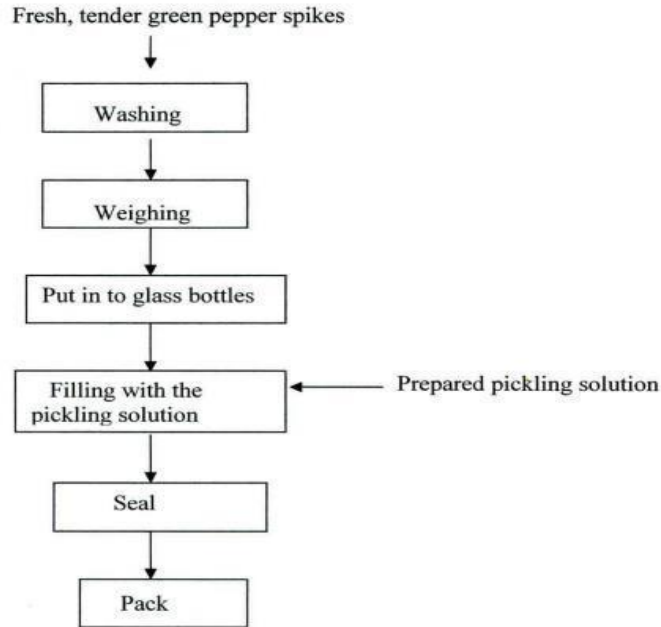 Fresh, tender green pepper spikes
Washing
Weighing
Put in to glass bottles
Filling with the
pickling solution
Prepared pickling solution
Seal
Pack